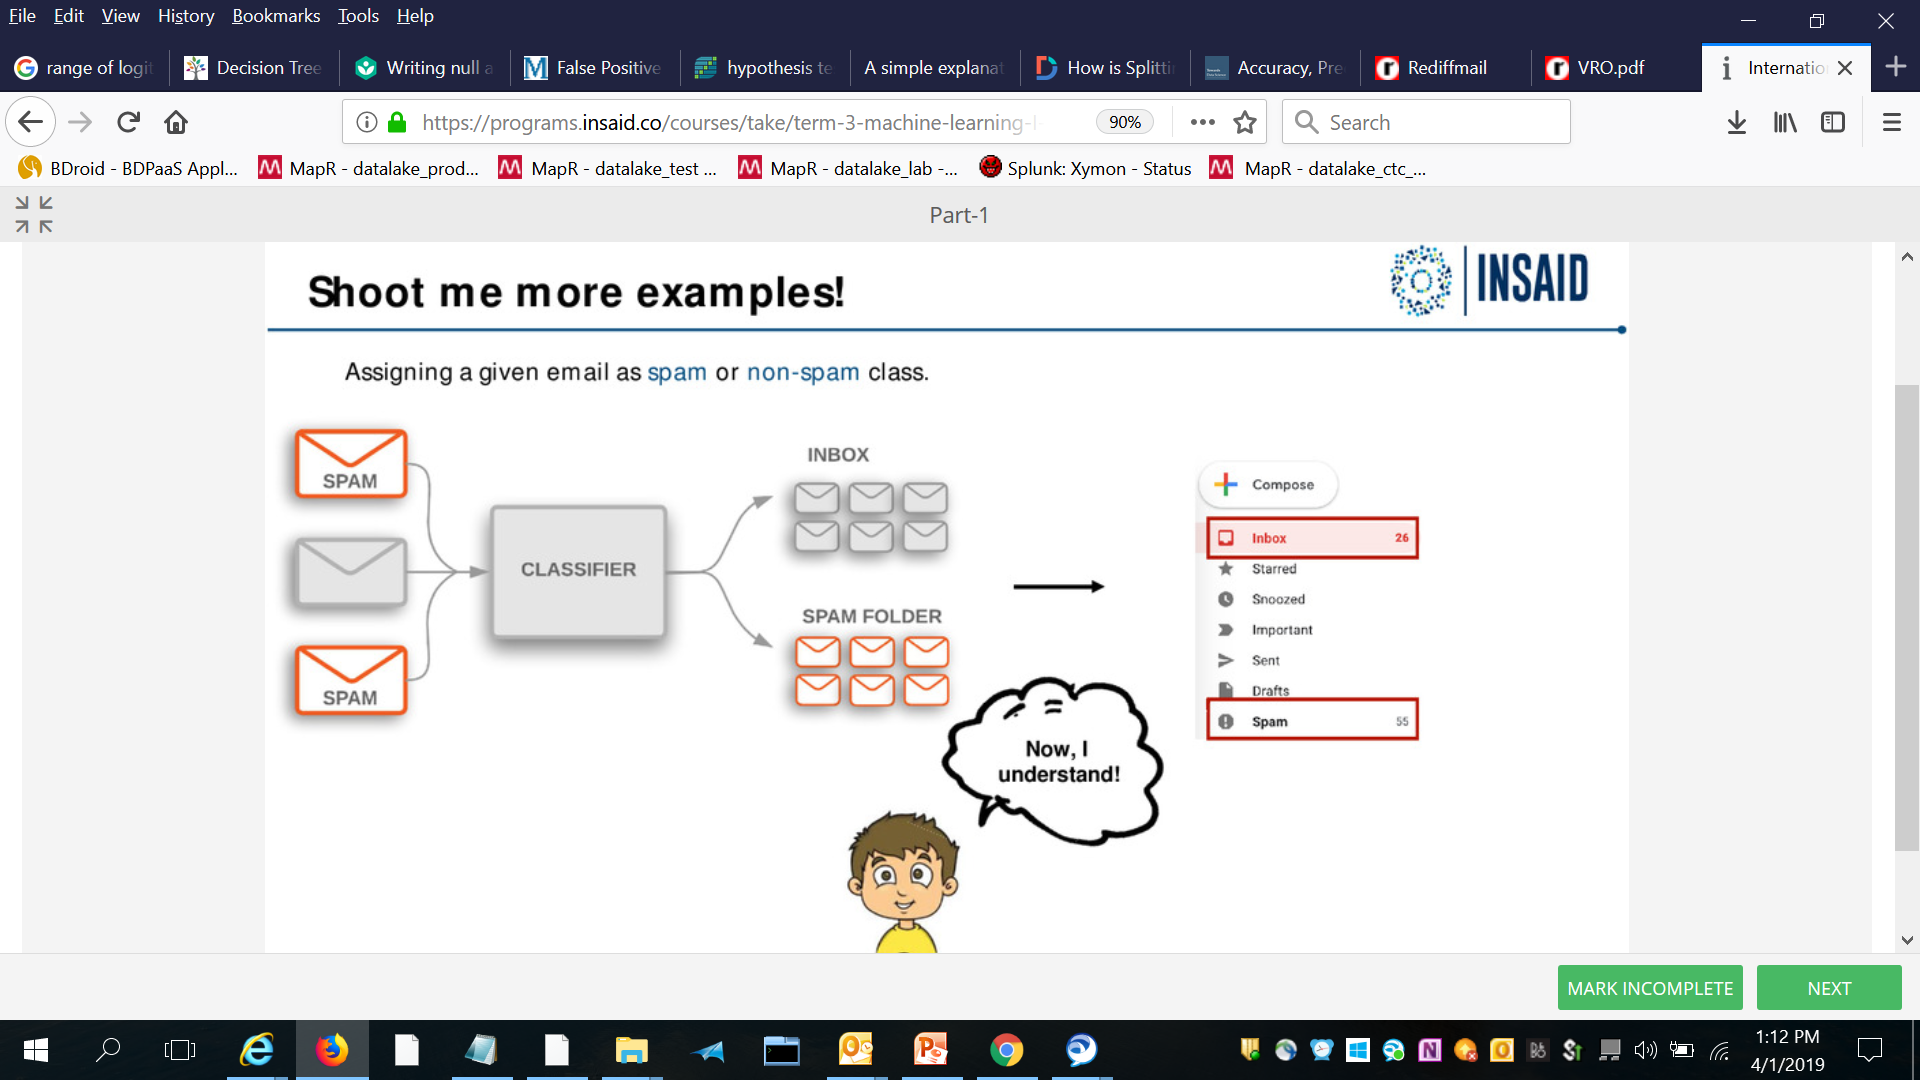 File Edit View History Bookmarks Tools Help
range of logi
Decision Tree
Writing null a
False Positive
hypothesis te
A simple explanat
How is Splitti
Accuracy, Pre
Rediffmail
VRO.pdf
Internatio
https://programs.insaid.co/courses/take/term-3-machine-learning-l
90%
Search
BDroid - BDPaaS Appl...
MapR - datalake_prod...
MapR - datalake_test ...
MapR - datalake_lab -...
Splunk: Xymon - Status
MapR - datalake_ctc_...
Part-1
Shoot me more examples!
INSAID
Assigning a given email as spam or non-spam class.
SPAM
SPAM
CLASSIFIER
INBOX
SPAM FOLDER
Compose
Inbox 26
Starred
Snoozed
Important
Sent
Drafts
Spam 55
Now, I
understand!
MARK INCOMPLETE
NEXT
1:12 PM
4/1/2019